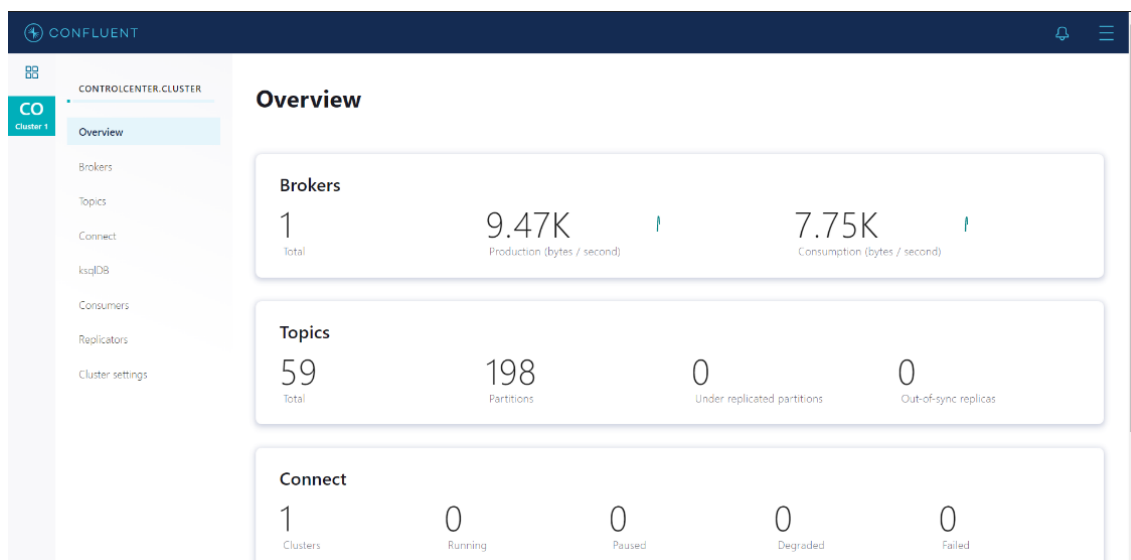 CONFLUENT
CO
Cluster 1
CONTROLCENTER.CLUSTER
Overview
Brokers
Topics
Connect
ksqlDB
Consumers
Replicators
Cluster settings
Overview
Brokers
1 9.47K 7.75K
Total Production (bytes / second) Consumption (bytes / second)
Topics
59 198 0 0
Total Partitions Under replicated partitions Out-of-sync replicas
Connect
1 0 0 0 0
Clusters Running Paused Degraded Failed